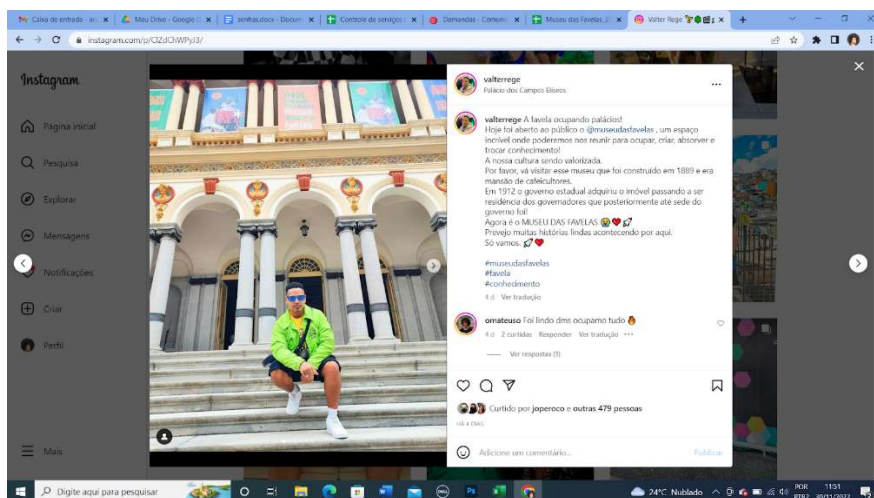 Caixa de entrada - an
Meu Drive - Google D
senhas.docx - Docum
Controle de serviços
Demandas - Comuni
Museu das Favelas_
Valter Rege
instagram.com/p/ClZdChWPyJ3/
Instagram
Página inicial
Pesquisa
Explorar
Mensagens
Notificações
Criar
Perfil
Mais
valterrege
Palácio dos Campos Elíseos
valterrege A favela ocupando palácios!
Hoje foi aberto ao público o @museudasfavelas , um espaço
incrível onde poderemos nos reunir para ocupar, criar, absorver e
trocar conhecimento!
A nossa cultura sendo valorizada.
Por favor, vá visitar esse museu que foi construído em 1889 e era
mansão de cafeicultores.
Em 1912 o governo estadual adquiriu o imóvel passando a ser
residência dos governadores que posteriormente até sede do
governo foi!
Agora é o MUSEU DAS FAVELAS 😭❤️🚀
Prevejo muitas histórias lindas acontecendo por aqui.
Só vamos. 🚀❤️
#museudasfavelas
#favela
#conhecimento
4 d Ver tradução
omateuso Foi lindo dms ocupamo tudo 🔥
4 d 2 curtidas Responder Ver tradução
Ver respostas (1)
Curtido por joperoco e outras 479 pessoas
HÁ 4 DIAS
Adicione um comentário...
Publicar
Digite aqui para pesquisar
24°C Nublado
POR
PTB2
1151
30/11/2022